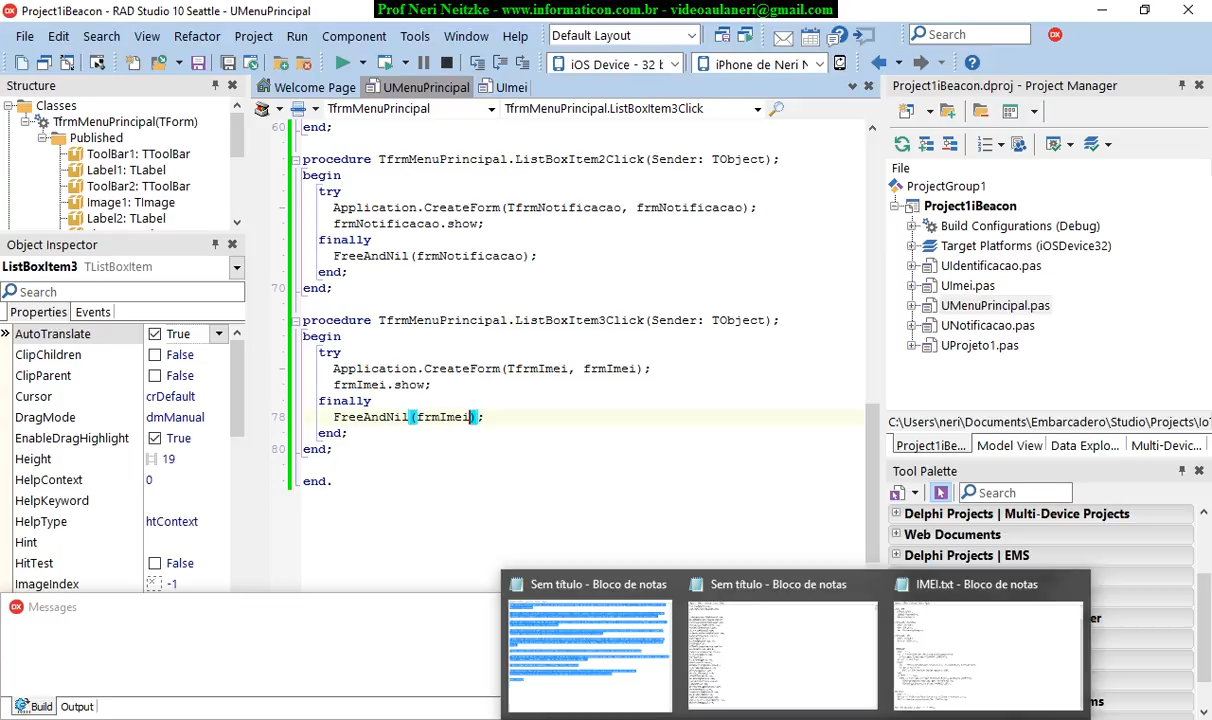 Project1iBeacon - RAD Studio 10 Seattle - UMenuPrincipal
Prof Neri Neitzke - www.informaticon.com.br - videoaulaneri@gmail.com
File Edit Search View Refactor Project Run Component Tools Window Help
Default Layout
Search
iOS Device - 32 b
iPhone de Neri N
Structure
Classes
TfrmMenuPrincipal(TForm)
Published
ToolBar1: TToolBar
Label1: TLabel
ToolBar2: TToolBar
Image1: TImage
Label2: TLabel
Object Inspector
ListBoxItem3 TListBoxItem
Search
Properties Events
AutoTranslate True
ClipChildren False
ClipParent False
Cursor crDefault
DragMode dmManual
EnableDragHighlight True
Height 19
HelpContext 0
HelpKeyword
HelpType htContext
Hint
HitTest False
ImageIndex -1
Messages
Build Output
Welcome Page UMenuPrincipal UImei
TfrmMenuPrincipal TfrmMenuPrincipal.ListBoxItem3Click
60 end;
procedure TfrmMenuPrincipal.ListBoxItem2Click(Sender: TObject);
begin
try
Application.CreateForm(TfrmNotificacao, frmNotificacao);
frmNotificacao.show;
finally
FreeAndNil(frmNotificacao);
end;
70 end;
procedure TfrmMenuPrincipal.ListBoxItem3Click(Sender: TObject);
begin
try
Application.CreateForm(TfrmImei, frmImei);
frmImei.show;
finally
78 FreeAndNil(frmImei);
end;
80 end;
end.
Sem título - Bloco de notas
Sem título - Bloco de notas
IMEI.txt - Bloco de notas
Project1iBeacon.dproj - Project Manager
File
ProjectGroup1
Project1iBeacon
Build Configurations (Debug)
Target Platforms (iOSDevice32)
UIdentificacao.pas
UImei.pas
UMenuPrincipal.pas
UNotificacao.pas
UProjeto1.pas
C:\Users\neri\Documents\Embarcadero\Studio\Projects\IoT
Project1iBe... Model View Data Explo... Multi-Devic...
Tool Palette
Search
Delphi Projects | Multi-Device Projects
Web Documents
Delphi Projects | EMS